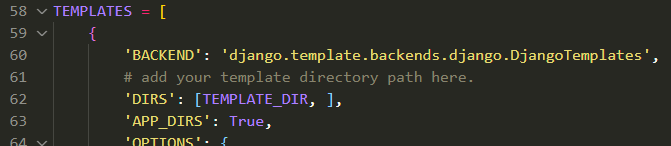 58 TEMPLATES = [
59 {
60 'BACKEND': 'django.template.backends.django.DjangoTemplates',
61 # add your template directory path here.
62 'DIRS': [TEMPLATE_DIR, ],
63 'APP_DIRS': True,
64 'OPTIONS': {